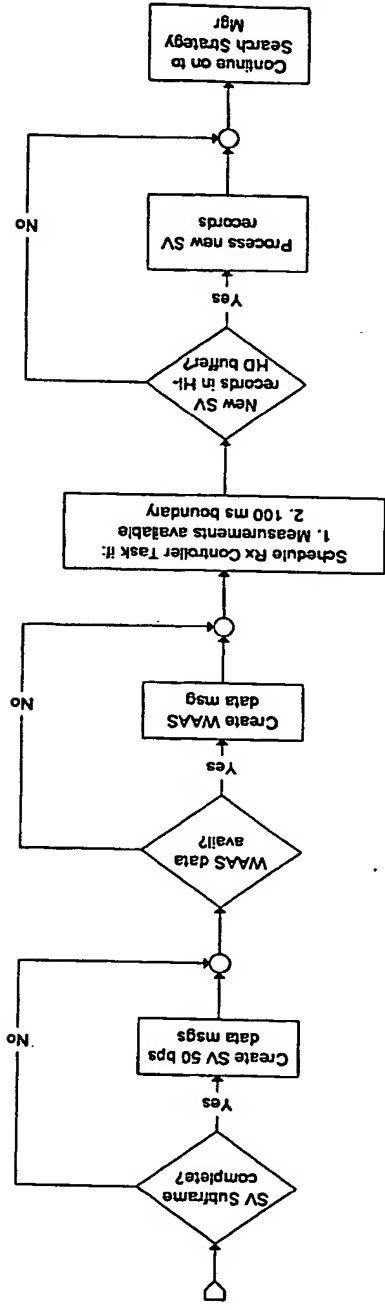 SV Subframe
complete?
Yes
No
Create SV 50 bps
data msgs
WAAS data
avail?
Yes
No
Create WAAS
data msg
Schedule Rx Controller Task if:
1. Measurements available
2. 100 ms boundary
New SV
records in Hi-
HD buffer?
Yes
No
Process new SV
records
Continue on to
Search Strategy
Mgr